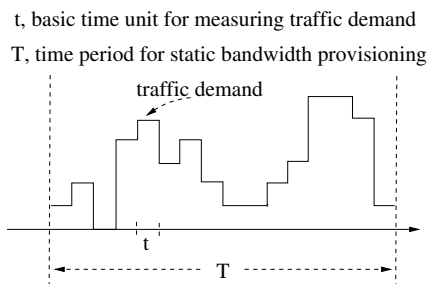 t, basic time unit for measuring traffic demand
T, time period for static bandwidth provisioning
traffic demand
t
T